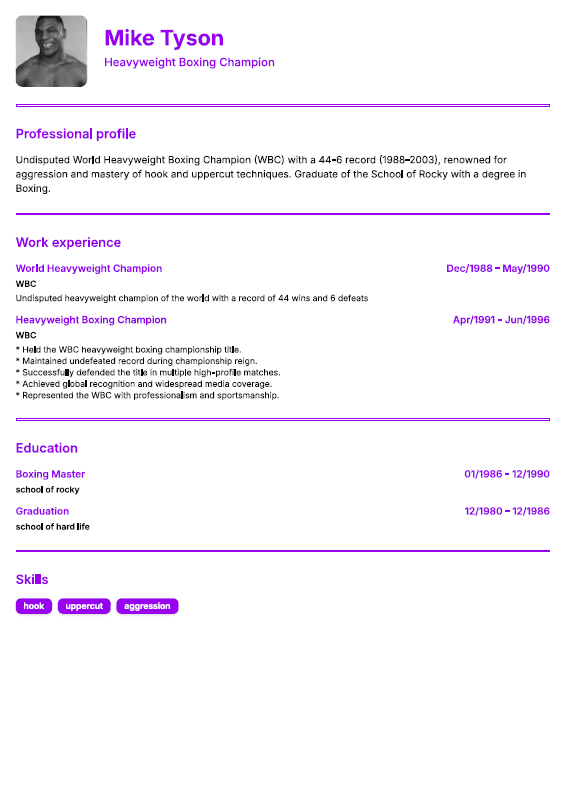 Mike Tyson
Heavyweight Boxing Champion
Professional profile
Undisputed World Heavyweight Boxing Champion (WBC) with a 44–6 record (1988–2003), renowned for
aggression and mastery of hook and uppercut techniques. Graduate of the School of Rocky with a degree in
Boxing.
Work experience
World Heavyweight Champion Dec/1988 – May/1990
WBC
Undisputed heavyweight champion of the world with a record of 44 wins and 6 defeats
Heavyweight Boxing Champion Apr/1991 – Jun/1996
WBC
* Held the WBC heavyweight boxing championship title.
* Maintained undefeated record during championship reign.
* Successfully defended the title in multiple high-profile matches.
* Achieved global recognition and widespread media coverage.
* Represented the WBC with professionalism and sportsmanship.
Education
Boxing Master 01/1986 – 12/1990
school of rocky
Graduation 12/1980 – 12/1986
school of hard life
Skills
hook uppercut aggression